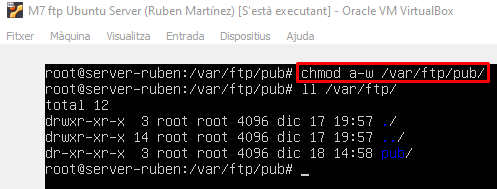 M7 ftp Ubuntu Server (Ruben Martínez) [S'està executant] - Oracle VM VirtualBox
Fitxer Màquina Visualitza Entrada Dispositius Ajuda
root@server-ruben:/var/ftp/pub# chmod a-w /var/ftp/pub/
root@server-ruben:/var/ftp/pub# ll /var/ftp/
total 12
drwxr-xr-x 3 root root 4096 dic 17 19:57 ./
drwxr-xr-x 14 root root 4096 dic 17 19:57 ../
dr-xr-xr-x 3 root root 4096 dic 18 14:58 pub/
root@server-ruben:/var/ftp/pub# _